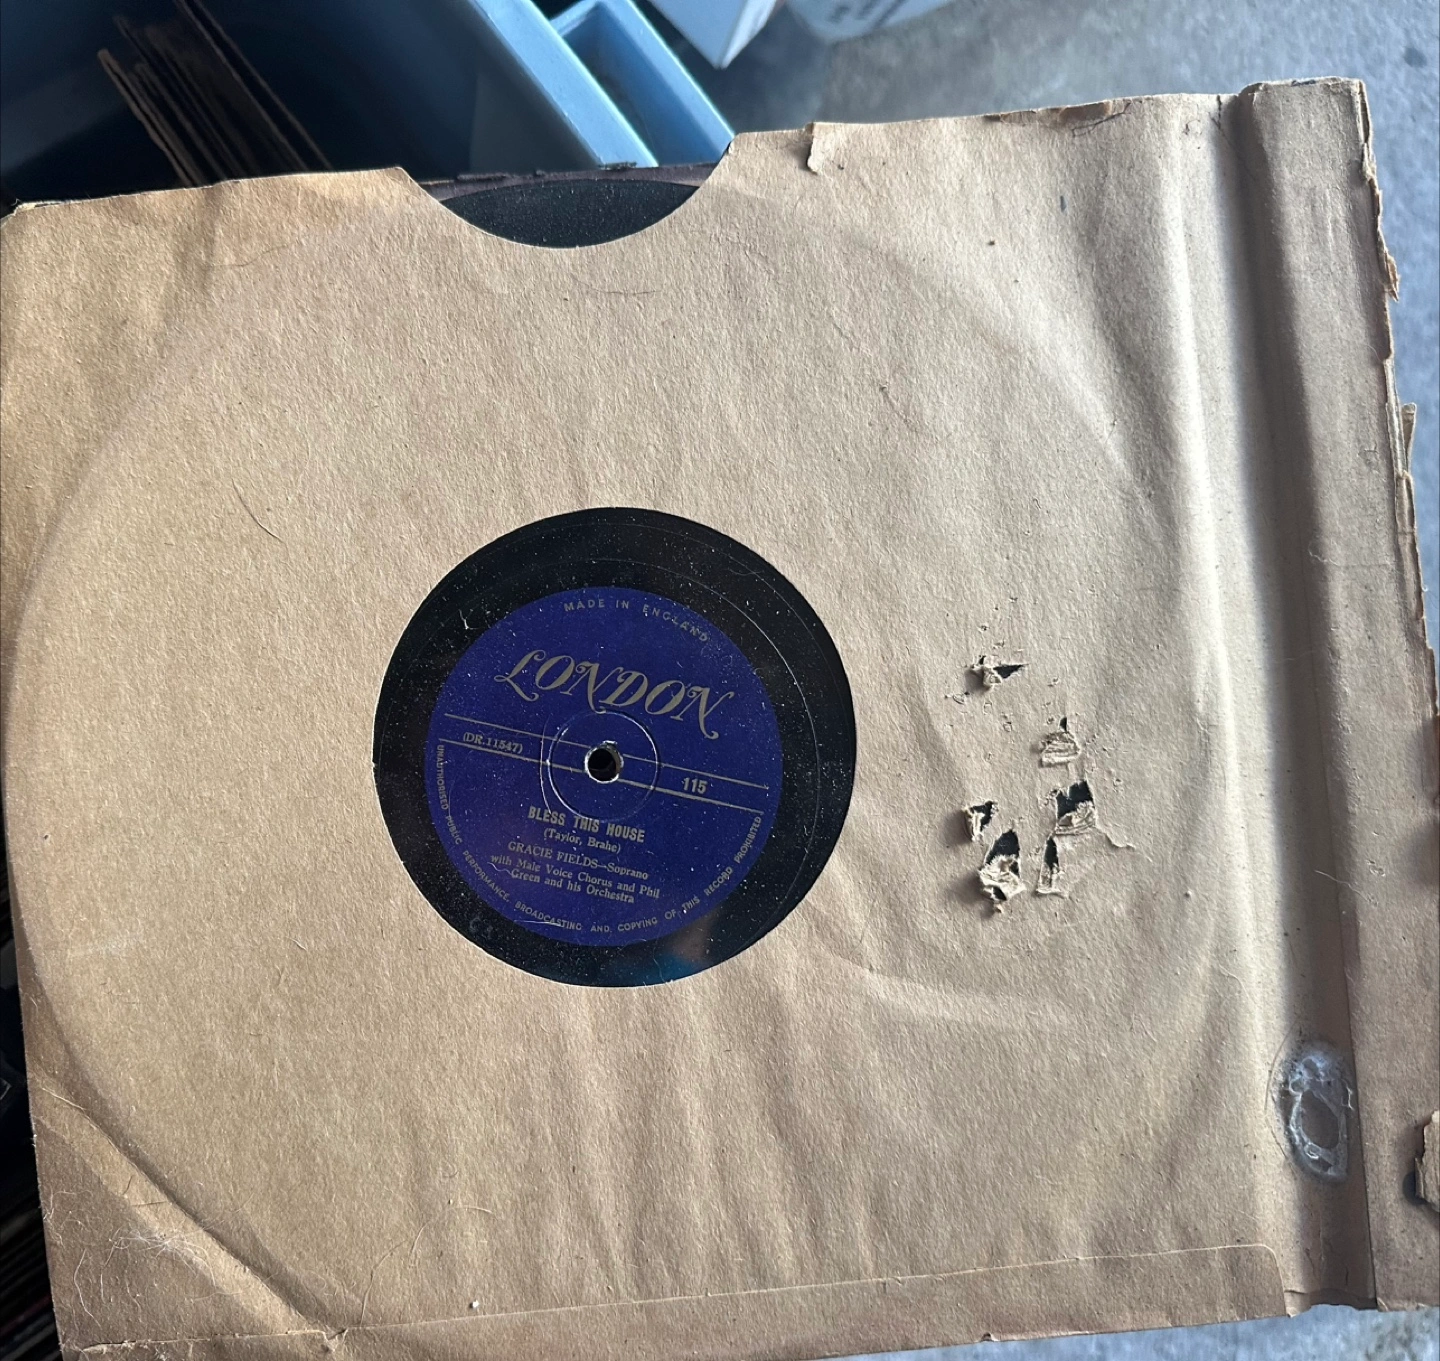 MADE IN ENGLAND
LONDON
(DR.11547)
115
BLESS THIS HOUSE
(Taylor, Brahe)
GRACIE FIELDS—Soprano
with Male Voice Chorus and Phil
Green and his Orchestra
UNAUTHORISED PUBLIC PERFORMANCE, BROADCASTING AND COPYING OF THIS RECORD PROHIBITED